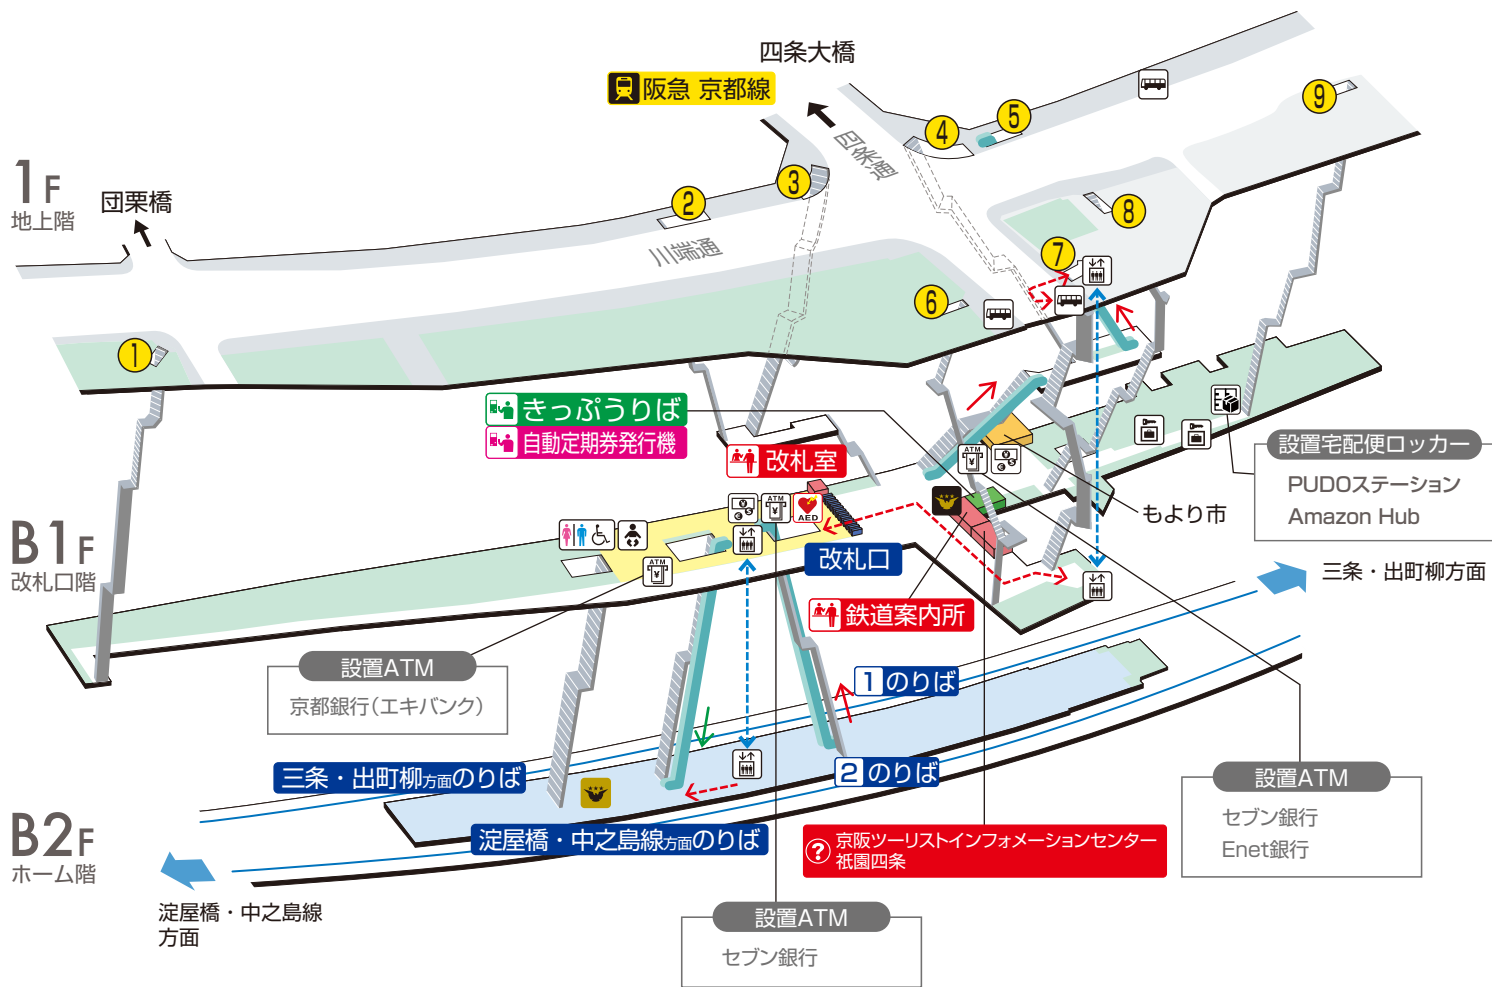 四条大橋
阪急 京都線
四条通
1F
地上階
団栗橋
川端通
1
2
3
4
5
6
7
8
9
きっぷうりば
自動定期券発行機
改札室
ATM
ATM
AED
ATM
もより市
設置宅配便ロッカー
PUDOステーション
Amazon Hub
B1F
改札口階
改札口
鉄道案内所
三条・出町柳方面
設置ATM
京都銀行(エキバンク)
1 のりば
2 のりば
三条・出町柳方面のりば
淀屋橋・中之島線方面のりば
B2F
ホーム階
淀屋橋・中之島線
方面
? 京阪ツーリストインフォメーションセンター
祇園四条
設置ATM
セブン銀行
Enet銀行
設置ATM
セブン銀行